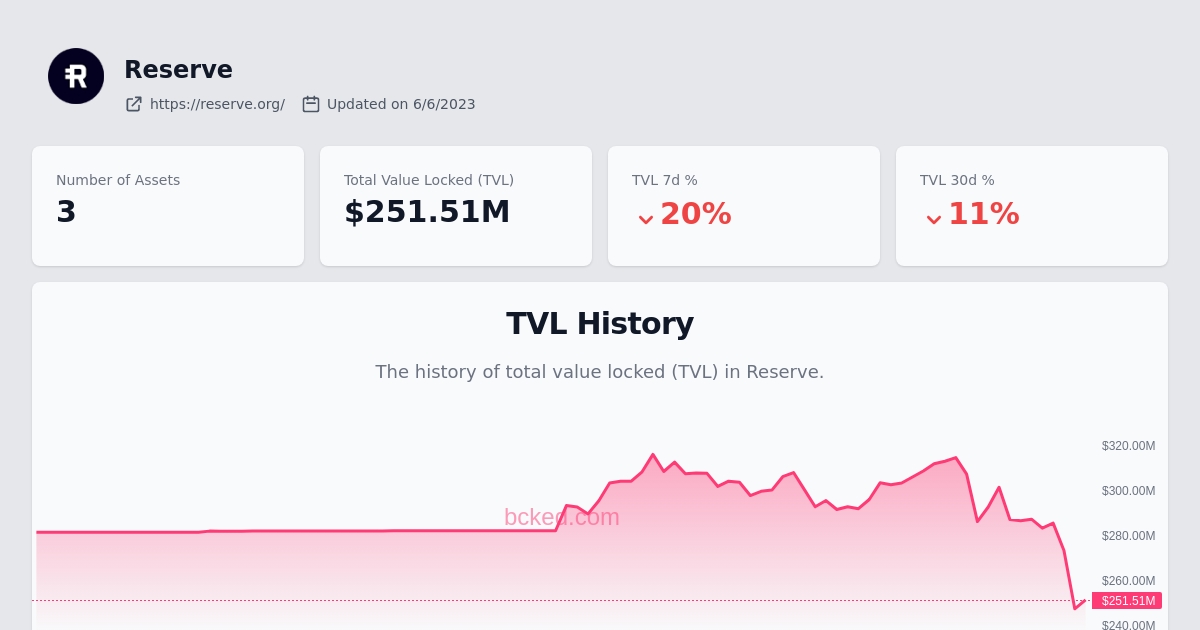 Reserve
https://reserve.org/ Updated on 6/6/2023
Number of Assets
3
Total Value Locked (TVL)
$251.51M
TVL 7d %
20%
TVL 30d %
11%
TVL History
The history of total value locked (TVL) in Reserve.
bcked.com
$320.00M
$300.00M
$280.00M
$260.00M
$251.51M
$240.00M